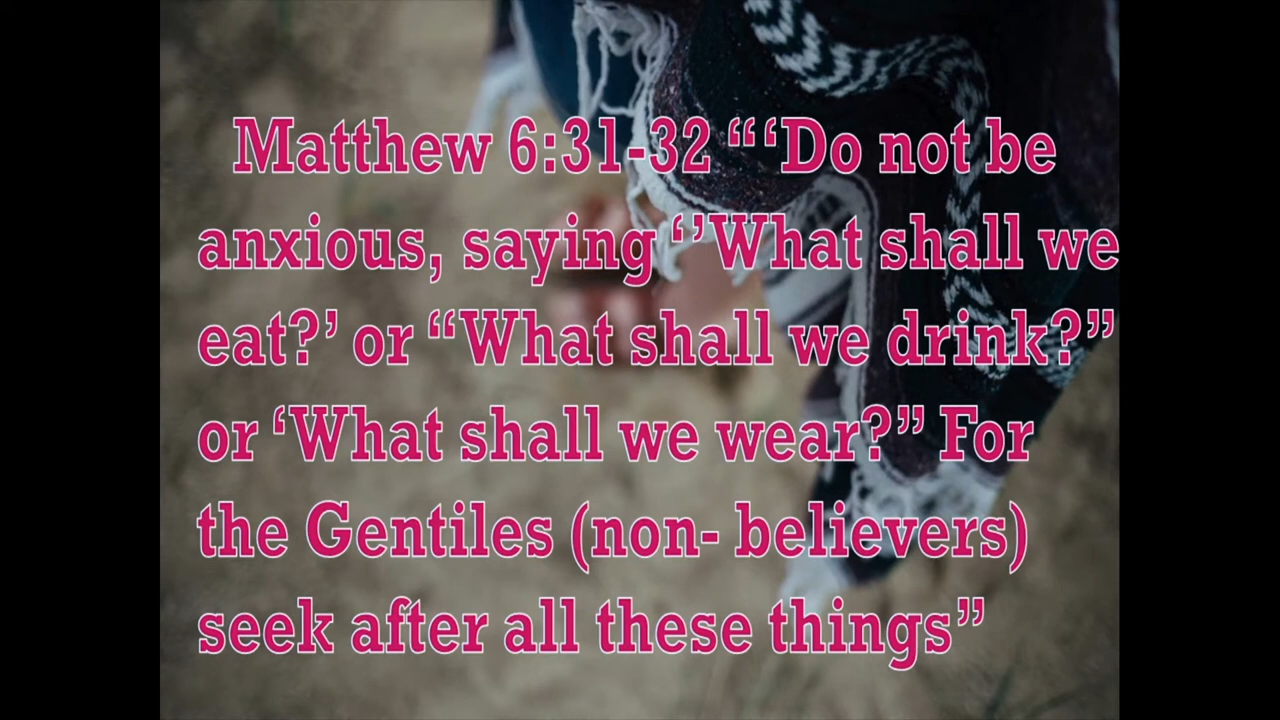 Matthew 6:31-32 “‘Do not be
anxious, saying ‘’What shall we
eat?’ or “What shall we drink?”
or ‘What shall we wear?” For
the Gentiles (non- believers)
seek after all these things”